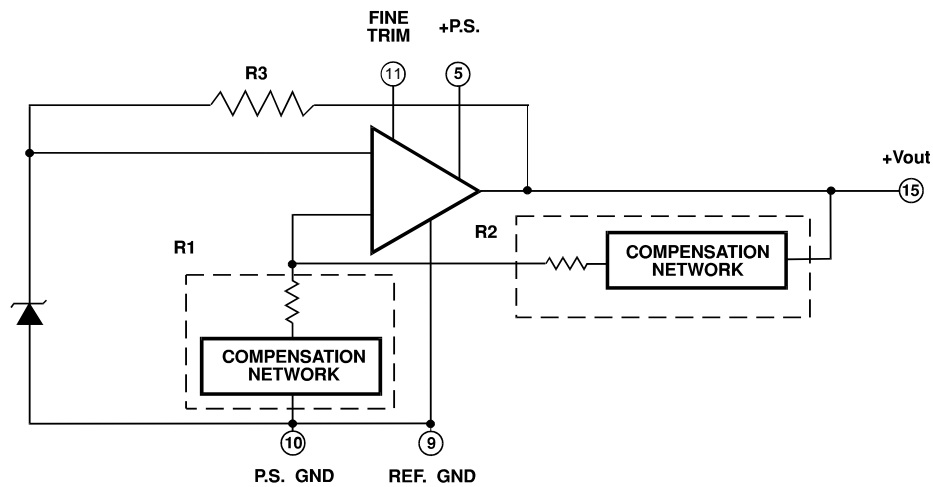 FINE
TRIM
+P.S.
11
5
R3
+Vout
15
R2
COMPENSATION
NETWORK
R1
COMPENSATION
NETWORK
10
9
P.S. GND
REF. GND